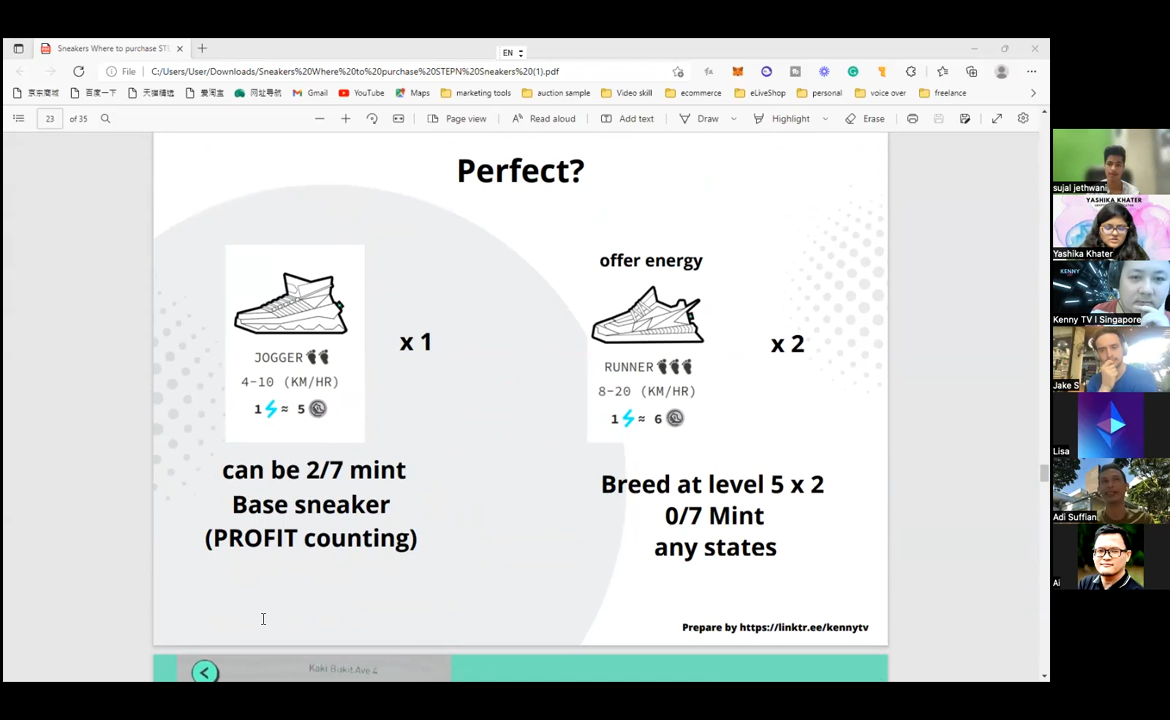 Sneakers Where to purchase STE
EN
File
C:/Users/User/Downloads/Sneakers%20Where%20to%20purchase%20STEPN%20Sneakers%20(1).pdf
京东商城
百度一下
天猫精选
爱淘宝
网址导航
Gmail
YouTube
Maps
marketing tools
auction sample
Video skill
ecommerce
eLiveShop
personal
voice over
freelance
23 of 35
Page view
Read aloud
Add text
Draw
Highlight
Erase
Perfect?
offer energy
JOGGER
4-10 (KM/HR)
1 ≈ 5
x 1
RUNNER
8-20 (KM/HR)
1 ≈ 6
x 2
can be 2/7 mint
Base sneaker
(PROFIT counting)
Breed at level 5 x 2
0/7 Mint
any states
Prepare by https://linktr.ee/kennytv
Kaki Bukit Ave 4
sujal jethwani
YASHIKA KHATER
Yashika Khater
KENNY
Kenny TV I Singapore
Jake S
Lisa
Adi Suffian
Ai